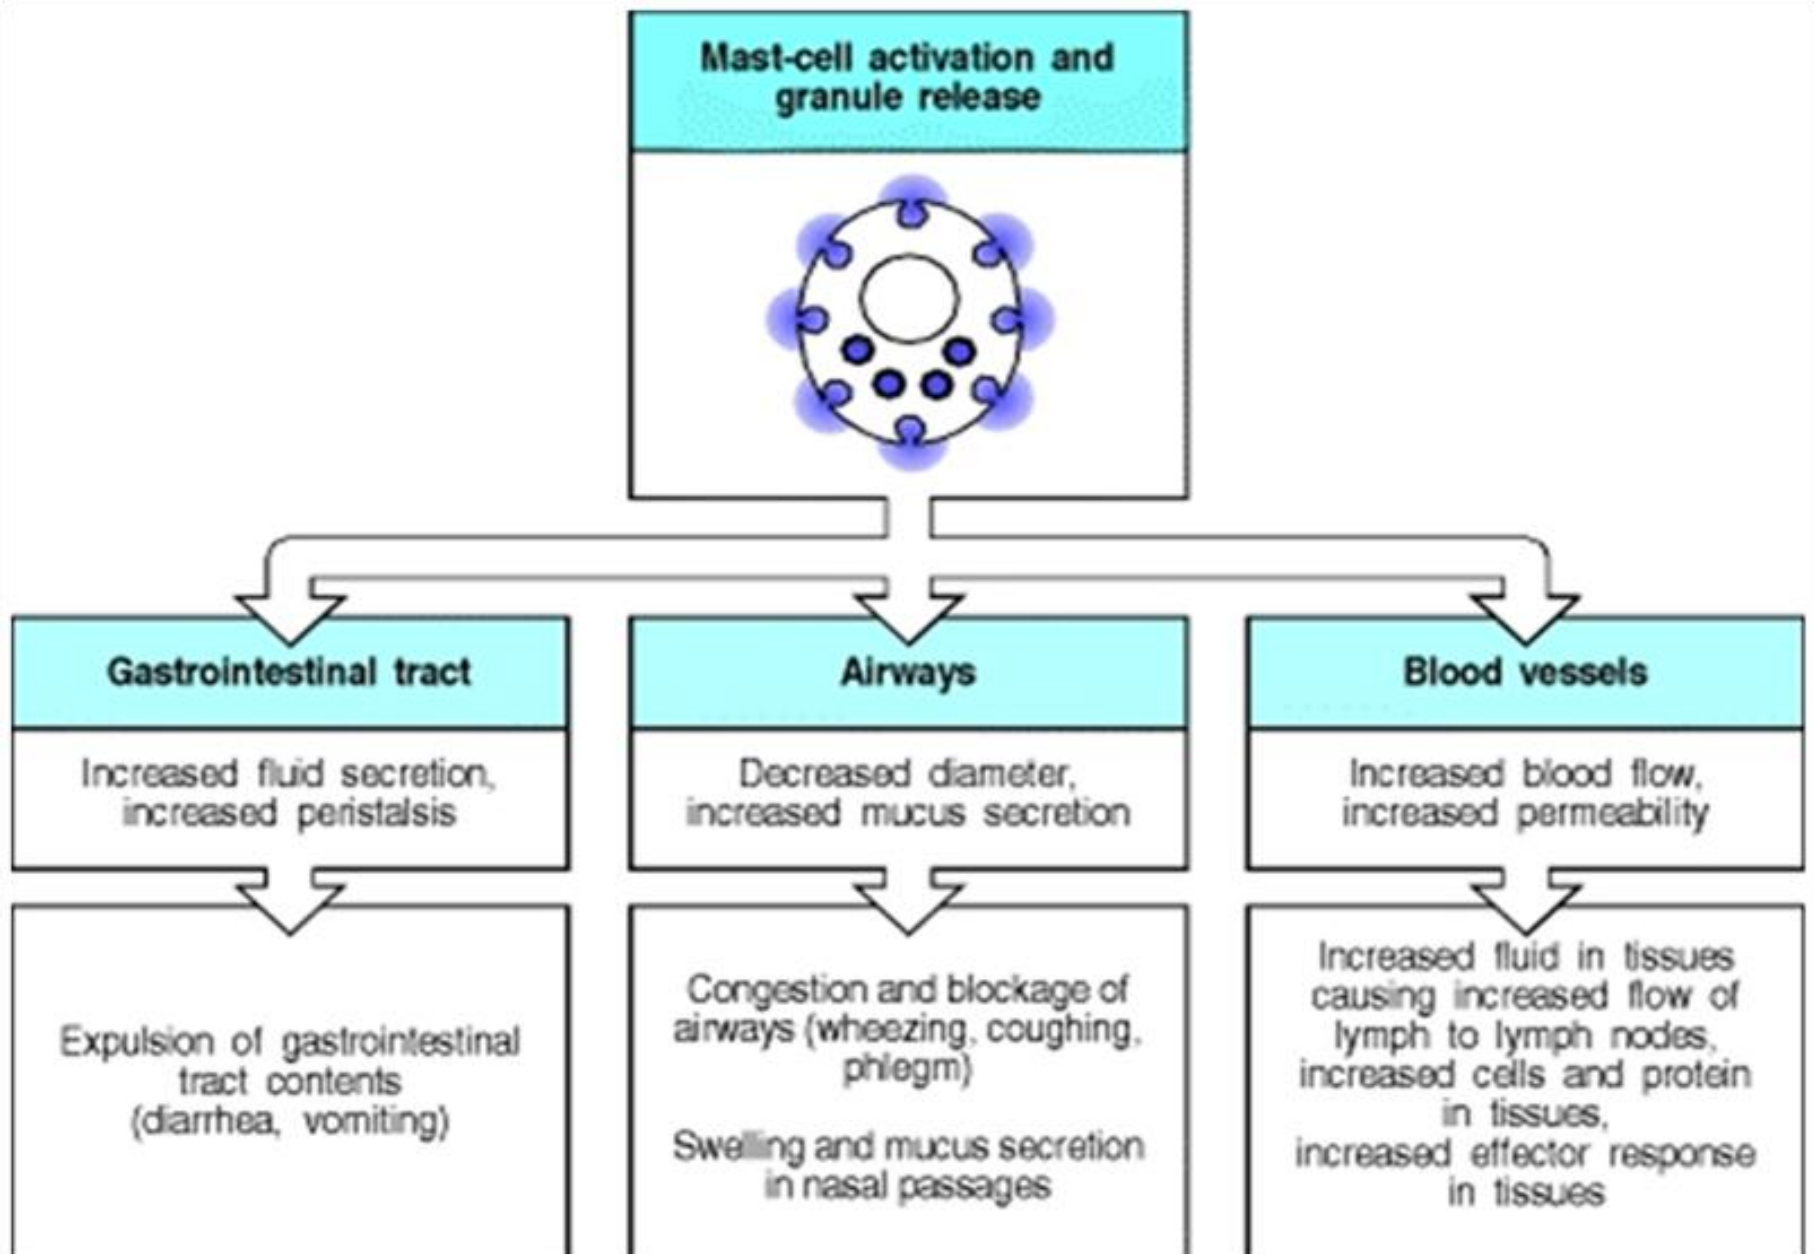 Mast-cell activation and
granule release
Gastrointestinal tract
Increased fluid secretion,
increased peristalsis
Expulsion of gastrointestinal
tract contents
(diarrhea, vomiting)
Airways
Decreased diameter,
increased mucus secretion
Congestion and blockage of
airways (wheezing, coughing,
phlegm)
Swelling and mucus secretion
in nasal passages
Blood vessels
Increased blood flow,
increased permeability
Increased fluid in tissues
causing increased flow of
lymph to lymph nodes,
increased cells and protein
in tissues,
increased effector response
in tissues